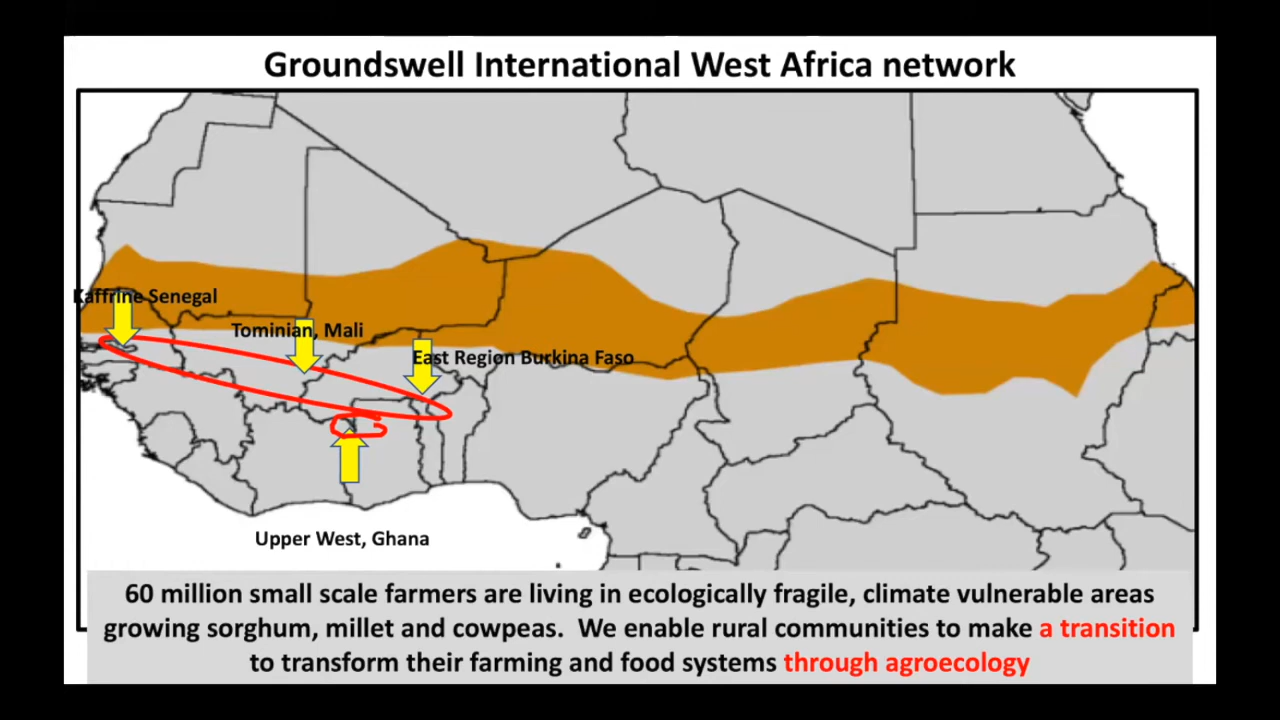 Groundswell International West Africa network
Kaffrine Senegal
Tominian, Mali
East Region Burkina Faso
Upper West, Ghana
60 million small scale farmers are living in ecologically fragile, climate vulnerable areas
growing sorghum, millet and cowpeas. We enable rural communities to make a transition
to transform their farming and food systems through agroecology